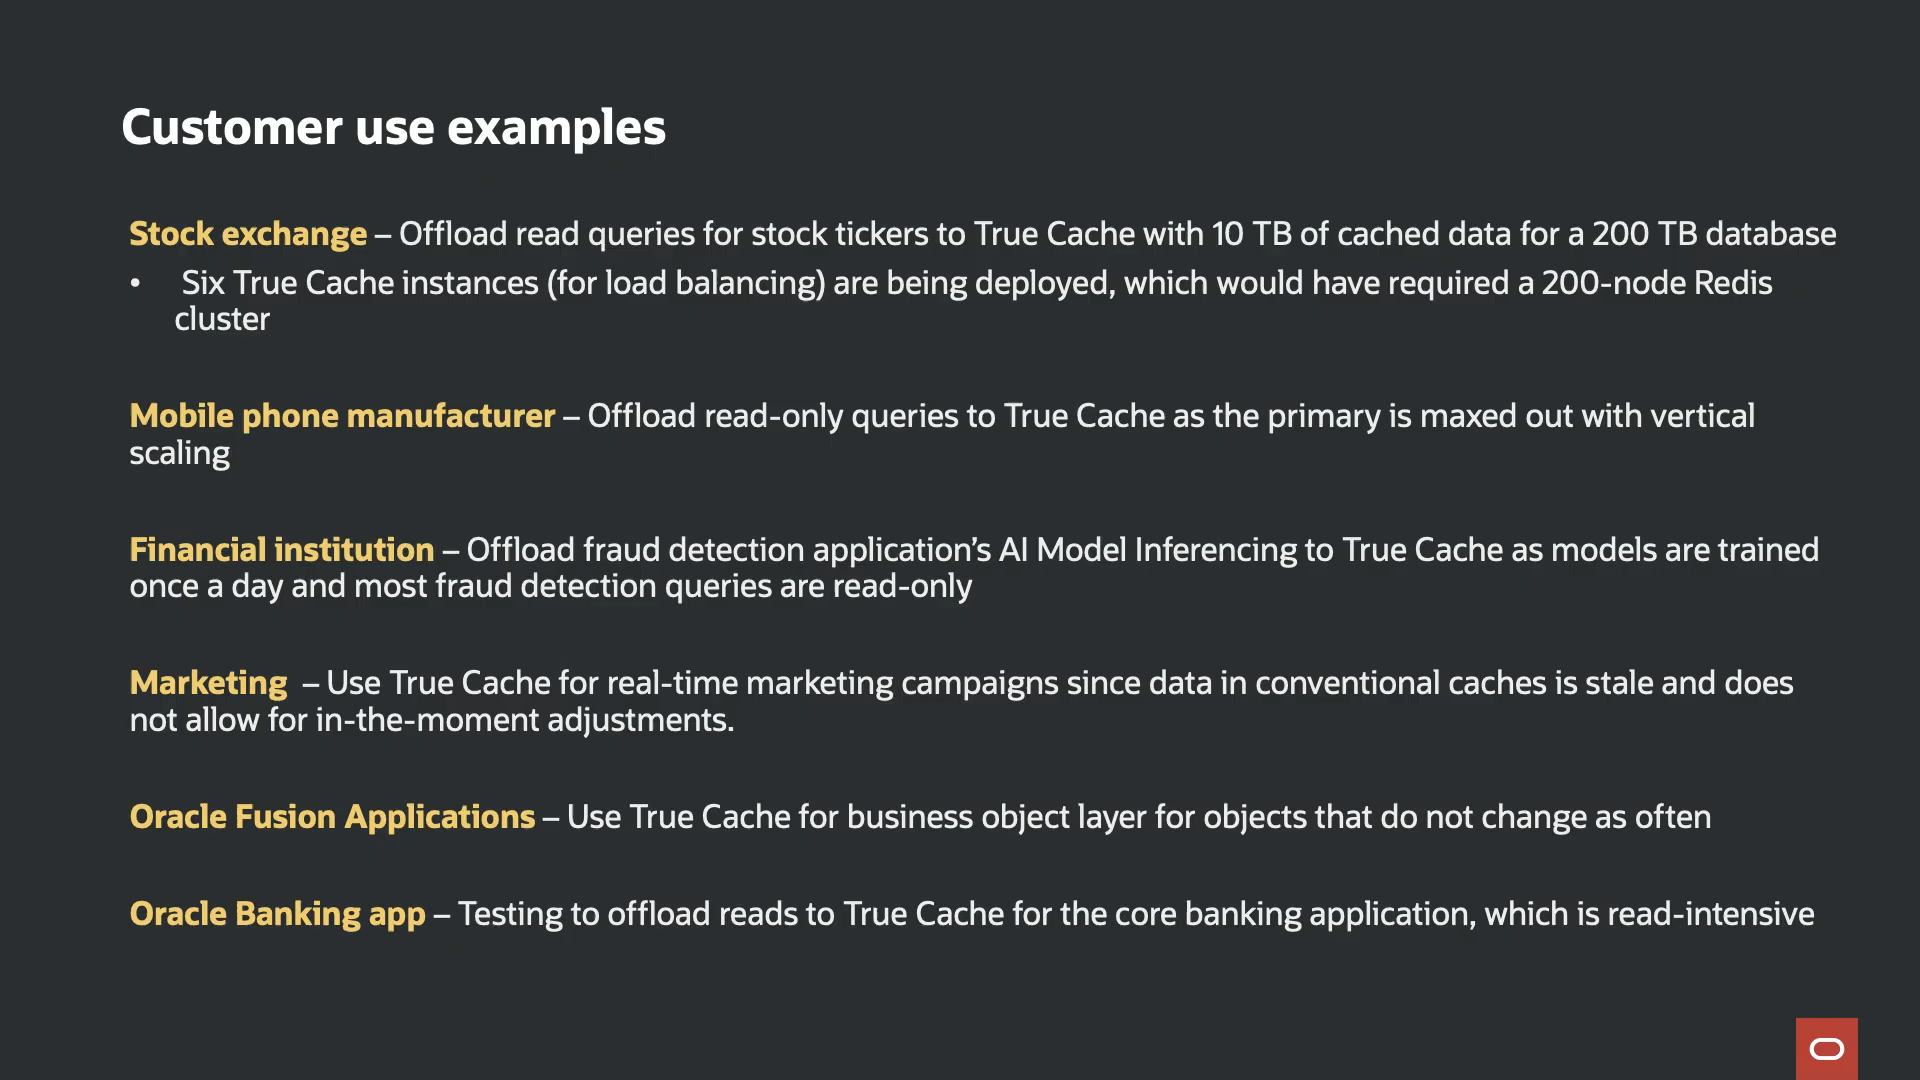 Customer use examples
Stock exchange – Offload read queries for stock tickers to True Cache with 10 TB of cached data for a 200 TB database
• Six True Cache instances (for load balancing) are being deployed, which would have required a 200-node Redis
cluster
Mobile phone manufacturer – Offload read-only queries to True Cache as the primary is maxed out with vertical
scaling
Financial institution – Offload fraud detection application’s AI Model Inferencing to True Cache as models are trained
once a day and most fraud detection queries are read-only
Marketing – Use True Cache for real-time marketing campaigns since data in conventional caches is stale and does
not allow for in-the-moment adjustments.
Oracle Fusion Applications – Use True Cache for business object layer for objects that do not change as often
Oracle Banking app – Testing to offload reads to True Cache for the core banking application, which is read-intensive